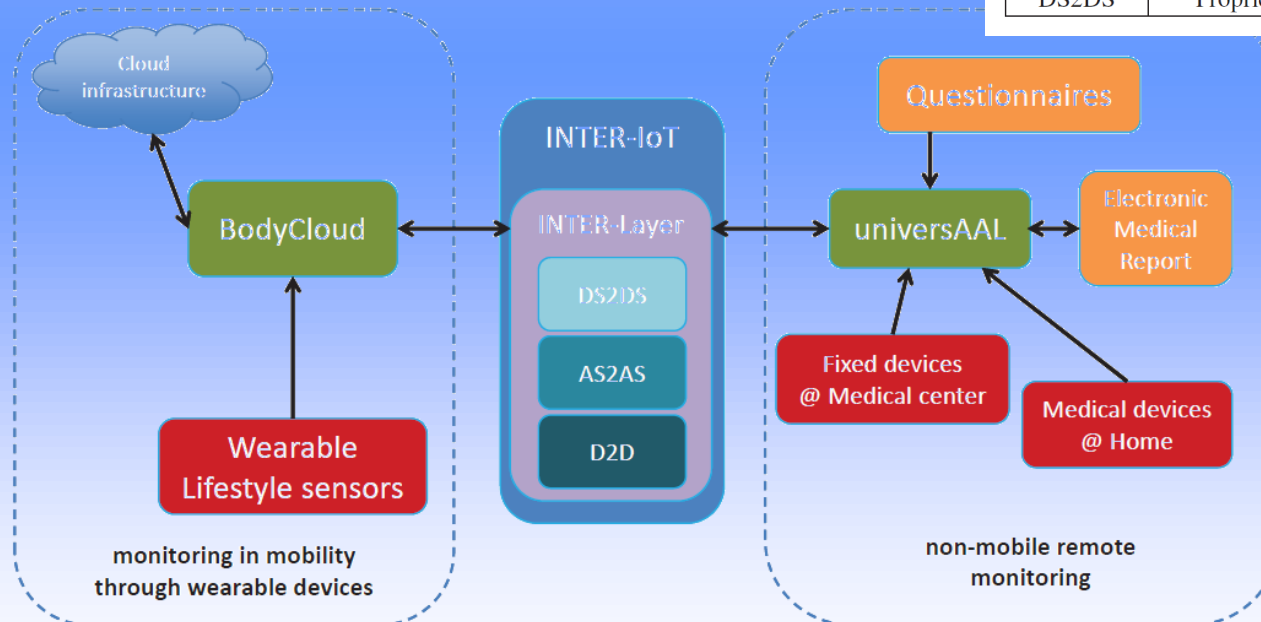 DS2DS
Cloud
infrastructure
BodyCloud
Wearable
Lifestyle sensors
monitoring in mobility
through wearable devices
INTER-IoT
INTER-Layer
DS2DS
AS2AS
D2D
Questionnaires
universAAL
Electronic
Medical
Report
Fixed devices
@ Medical center
Medical devices
@ Home
non-mobile remote
monitoring